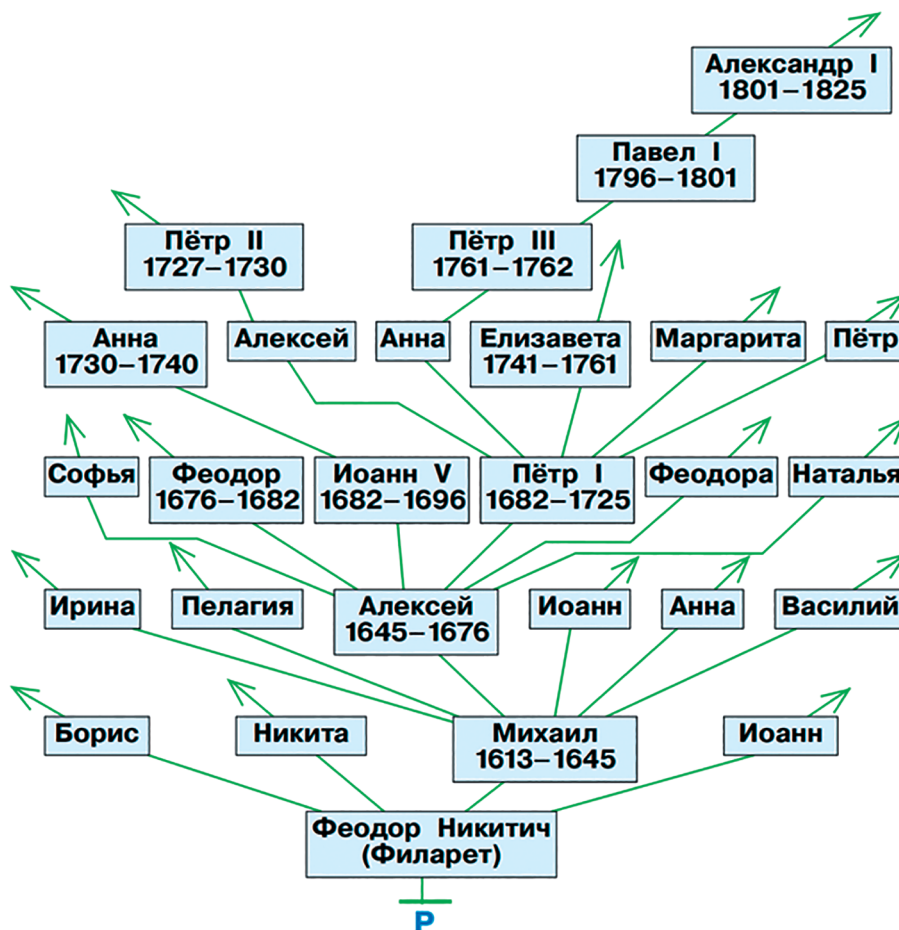 Александр I
1801–1825
Павел I
1796–1801
Пётр II
1727–1730
Пётр III
1761–1762
Анна
1730–1740
Алексей
Анна
Елизавета
1741–1761
Маргарита
Пётр
Софья
Феодор
1676–1682
Иоанн V
1682–1696
Пётр I
1682–1725
Феодора
Наталья
Ирина
Пелагия
Алексей
1645–1676
Иоанн
Анна
Василий
Борис
Никита
Михаил
1613–1645
Иоанн
Феодор Никитич
(Филарет)
Р